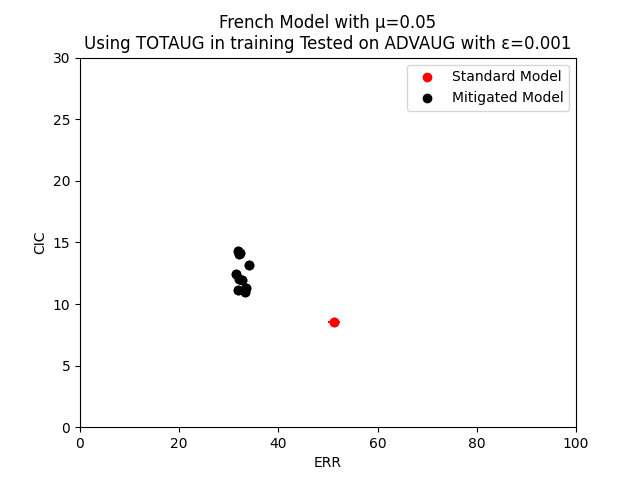 French Model with μ=0.05
Using TOTAUG in training Tested on ADVAUG with ε=0.001
Standard Model
Mitigated Model
30
25
20
15
10
5
0
CIC
0 20 40 60 80 100
ERR